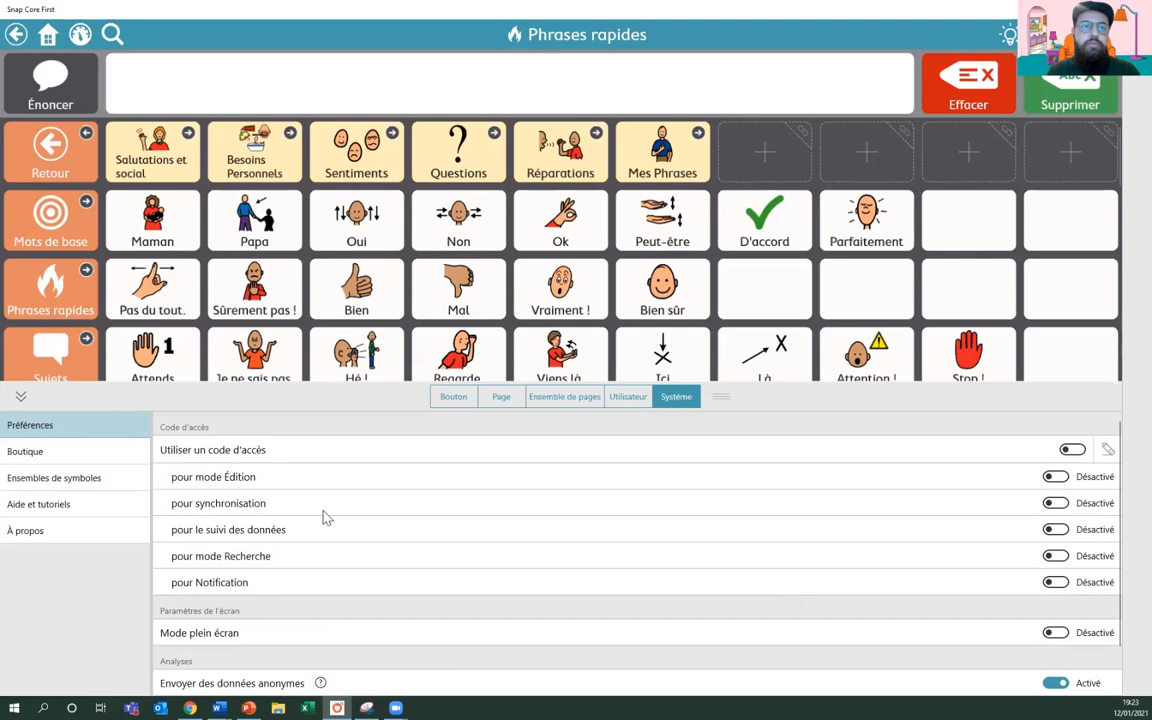 Snap Core First
Phrases rapides
Énoncer
Effacer
Supprimer
Retour
Salutations et social
Besoins Personnels
Sentiments
?
Questions
Réparations
Mes Phrases
Mots de base
Maman
Papa
Oui
Non
Ok
Peut-être
D'accord
Parfaitement
Phrases rapides
Pas du tout.
Sûrement pas !
Bien
Mal
Vraiment !
Bien sûr
Sujets
1
Attends
Je ne sais pas
Hé !
Regarde
Viens là
X
Ici
X
Là
Attention !
Stop !
Bouton
Page
Ensemble de pages
Utilisateur
Système
Préférences
Boutique
Ensembles de symboles
Aide et tutoriels
À propos
Code d'accès
Utiliser un code d'accès
pour mode Édition Désactivé
pour synchronisation Désactivé
pour le suivi des données Désactivé
pour mode Recherche Désactivé
pour Notification Désactivé
Paramètres de l'écran
Mode plein écran Désactivé
Analyses
Envoyer des données anonymes ? Activé
19:23
12/01/2021